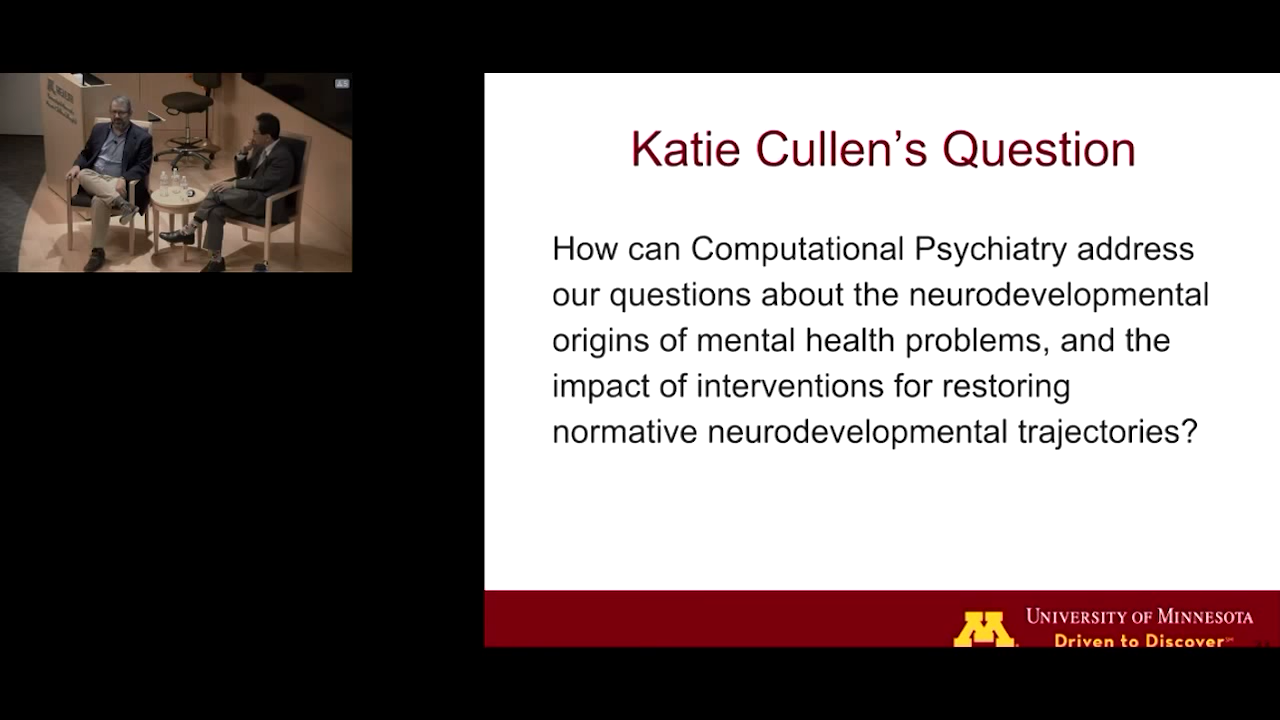 Katie Cullen’s Question
How can Computational Psychiatry address
our questions about the neurodevelopmental
origins of mental health problems, and the
impact of interventions for restoring
normative neurodevelopmental trajectories?
UNIVERSITY OF MINNESOTA
Driven to Discover℠